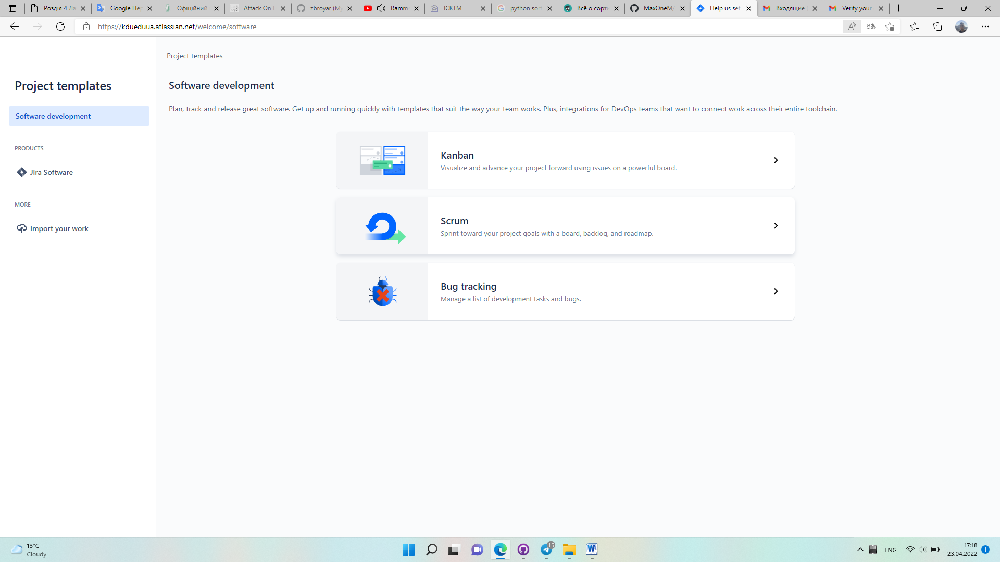 Розділ 4 Ла
Google Пер
Офіційний
Attack On
zbroyar (My
Ramm
ІСКТМ
python sort
Всё о сорт
MaxOneM/
Help us set
Входящие
Verify your
https://kdueduua.atlassian.net/welcome/software
Project templates
Project templates
Software development
Software development
Plan, track and release great software. Get up and running quickly with templates that suit the way your team works. Plus, integrations for DevOps teams that want to connect work across their entire toolchain.
PRODUCTS
Jira Software
MORE
Import your work
Kanban
Visualize and advance your project forward using issues on a powerful board.
Scrum
Sprint toward your project goals with a board, backlog, and roadmap.
Bug tracking
Manage a list of development tasks and bugs.
13°C
Cloudy
16
ENG
17:18
23.04.2022
1